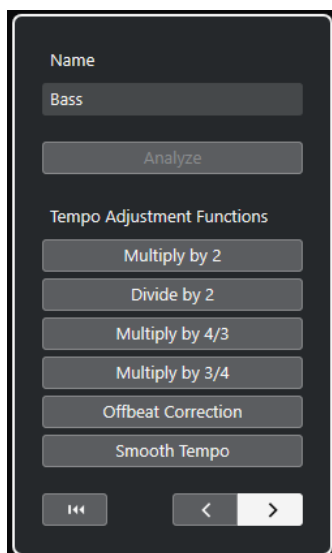 Name
Bass
Analyze
Tempo Adjustment Functions
Multiply by 2
Divide by 2
Multiply by 4/3
Multiply by 3/4
Offbeat Correction
Smooth Tempo